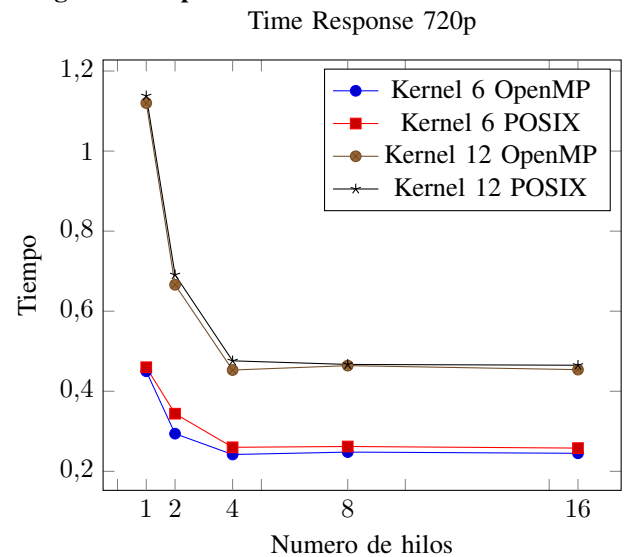 Time Response 720p
1,2
1
0,8
0,6
0,4
0,2
Tiempo
Kernel 6 OpenMP
Kernel 6 POSIX
Kernel 12 OpenMP
Kernel 12 POSIX
1 2 4 8 16
Numero de hilos